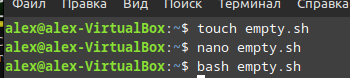 Файл Правка Вид Поиск Терминал Справка
alex@alex-VirtualBox:~$ touch empty.sh
alex@alex-VirtualBox:~$ nano empty.sh
alex@alex-VirtualBox:~$ bash empty.sh